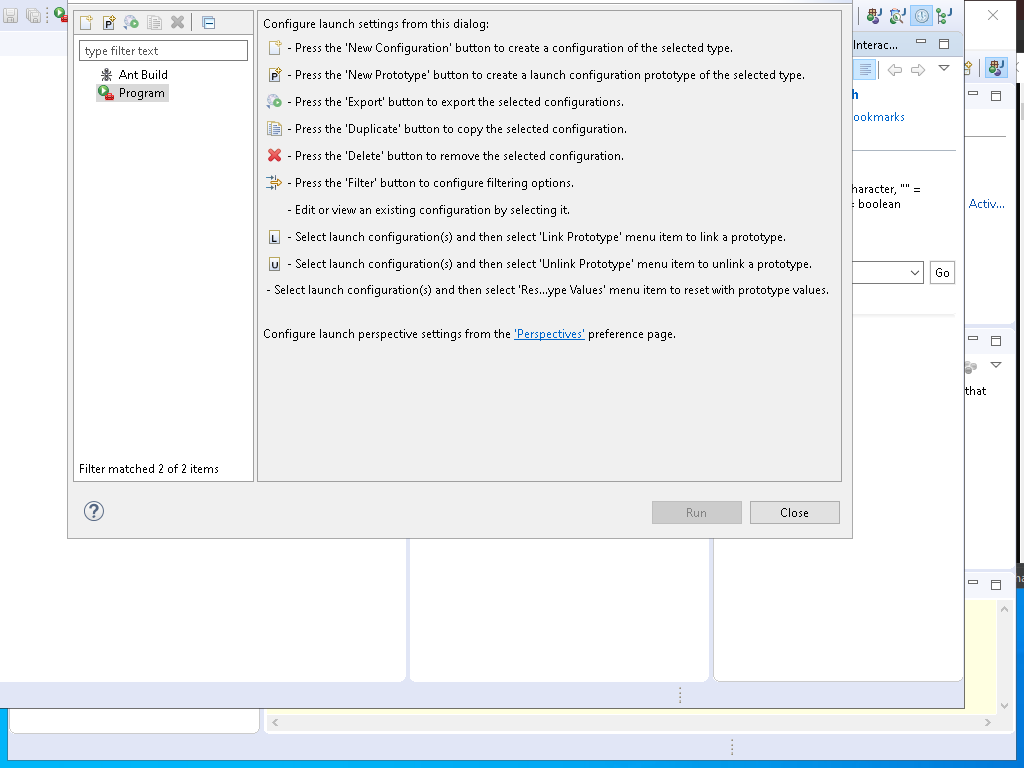 type filter text
Ant Build
Program
Filter matched 2 of 2 items
Configure launch settings from this dialog:
- Press the 'New Configuration' button to create a configuration of the selected type.
- Press the 'New Prototype' button to create a launch configuration prototype of the selected type.
- Press the 'Export' button to export the selected configurations.
- Press the 'Duplicate' button to copy the selected configuration.
- Press the 'Delete' button to remove the selected configuration.
- Press the 'Filter' button to configure filtering options.
- Edit or view an existing configuration by selecting it.
- Select launch configuration(s) and then select 'Link Prototype' menu item to link a prototype.
- Select launch configuration(s) and then select 'Unlink Prototype' menu item to unlink a prototype.
- Select launch configuration(s) and then select 'Res...ype Values' menu item to reset with prototype values.
Configure launch perspective settings from the 'Perspectives' preference page.
Run
Close
Interac...
h
ookmarks
haracter, "" =
= boolean
Go
Activ...
that